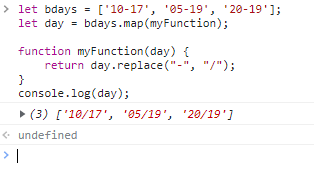 let bdays = ['10-17', '05-19', '20-19'];
let day = bdays.map(myFunction);
function myFunction(day) {
return day.replace("-", "/");
}
console.log(day);
(3) ['10/17', '05/19', '20/19']
undefined